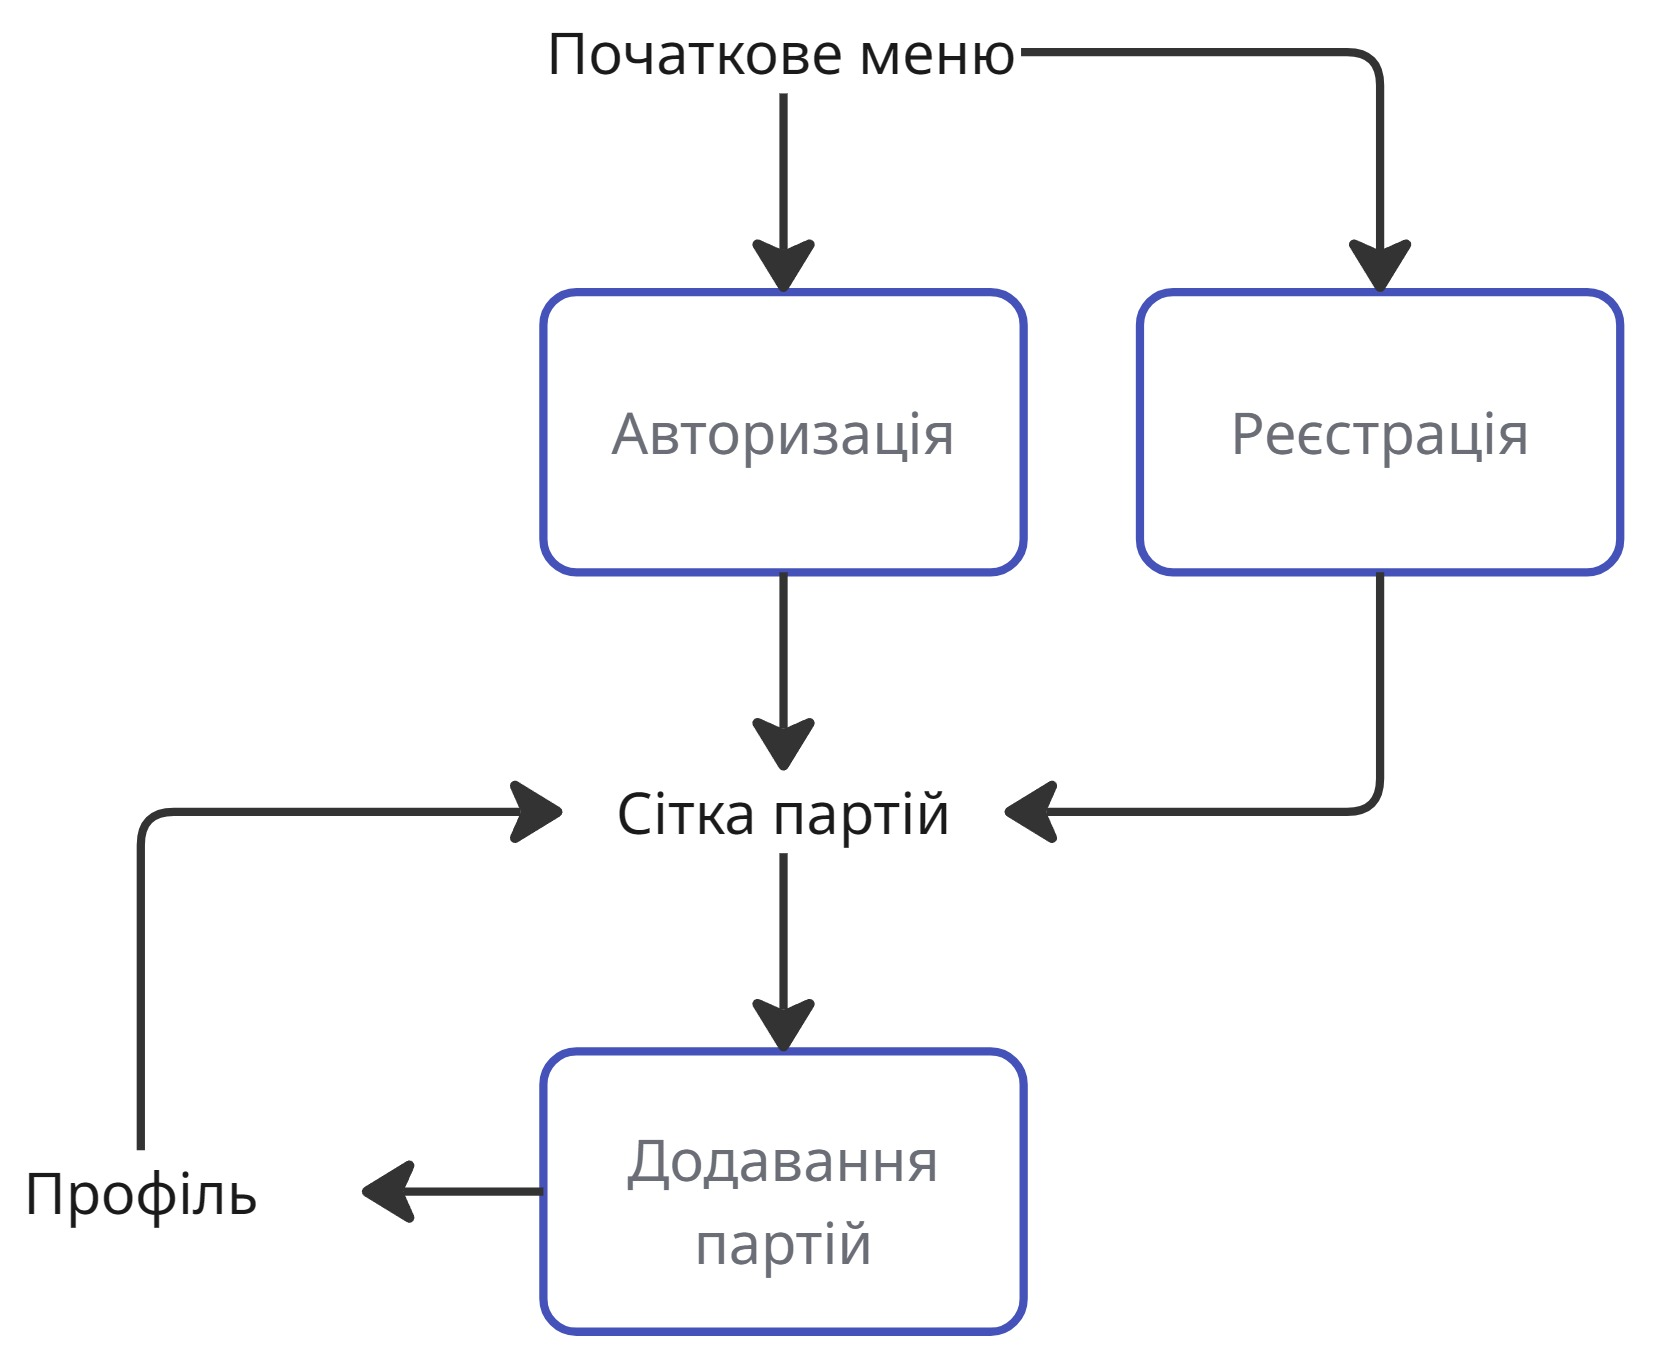 Початкове меню
Авторизація
Реєстрація
Сітка партій
Профіль
Додавання
партій